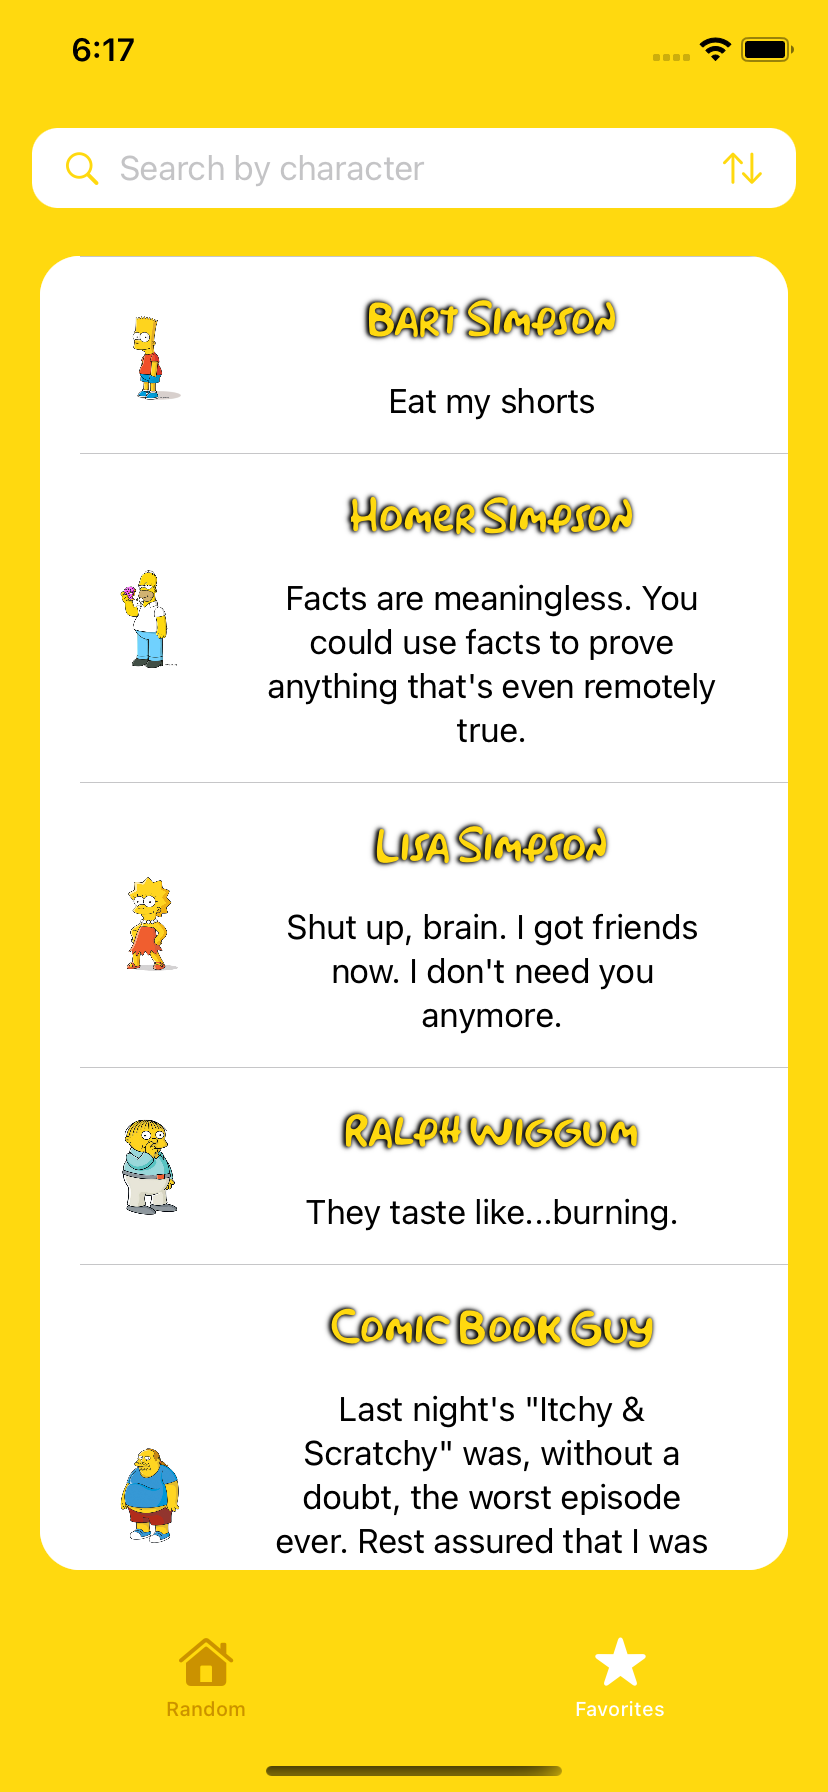 6:17
Search by character
Bart Simpson
Eat my shorts
Homer Simpson
Facts are meaningless. You
could use facts to prove
anything that's even remotely
true.
Lisa Simpson
Shut up, brain. I got friends
now. I don't need you
anymore.
Ralph Wiggum
They taste like...burning.
Comic Book Guy
Last night's "Itchy &
Scratchy" was, without a
doubt, the worst episode
ever. Rest assured that I was
Random
Favorites